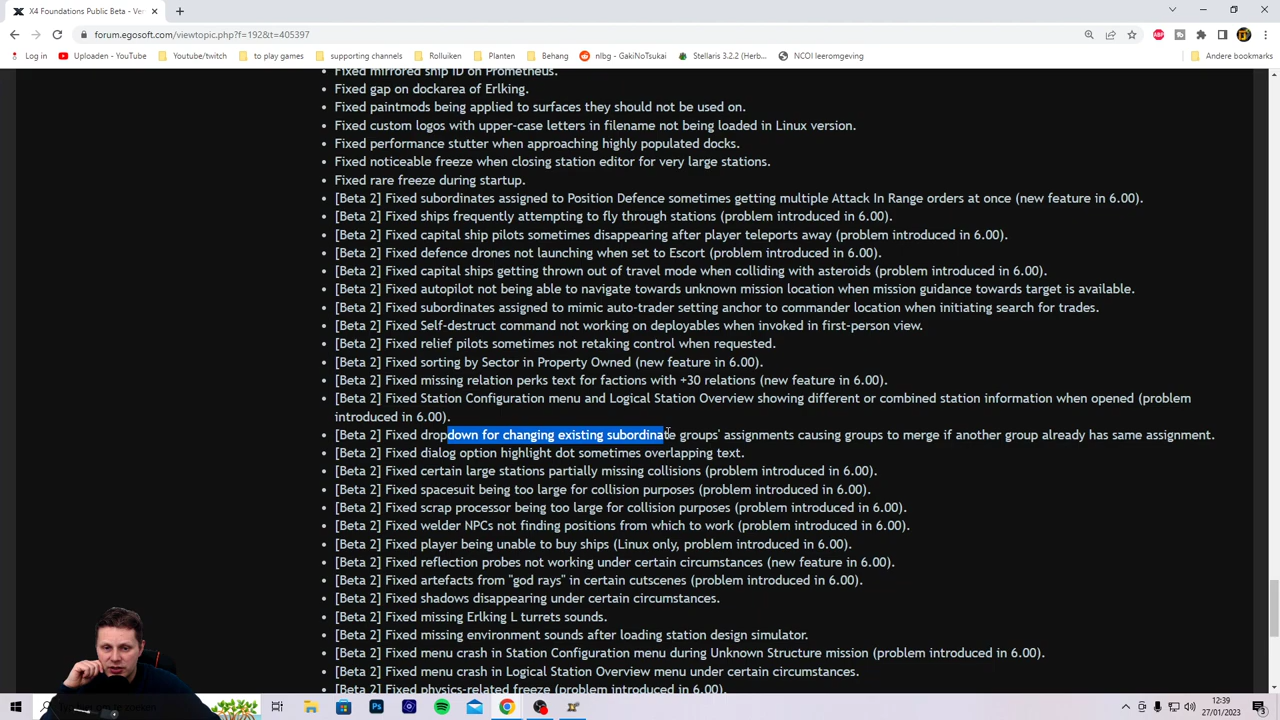 X4 Foundations Public Beta - Ver
forum.egosoft.com/viewtopic.php?f=192&t=405397
Log in
Uploaden - YouTube
Youtube/twitch
to play games
supporting channels
Rolluiken
Planten
Behang
nlbg - GakiNoTsukai
Stellaris 3.2.2 (Herb...
NCOI leeromgeving
Andere bookmarks
Fixed mirrored ship ID on Prometheus.
Fixed gap on dockarea of Erlking.
Fixed paintmods being applied to surfaces they should not be used on.
Fixed custom logos with upper-case letters in filename not being loaded in Linux version.
Fixed performance stutter when approaching highly populated docks.
Fixed noticeable freeze when closing station editor for very large stations.
Fixed rare freeze during startup.
[Beta 2] Fixed subordinates assigned to Position Defence sometimes getting multiple Attack In Range orders at once (new feature in 6.00).
[Beta 2] Fixed ships frequently attempting to fly through stations (problem introduced in 6.00).
[Beta 2] Fixed capital ship pilots sometimes disappearing after player teleports away (problem introduced in 6.00).
[Beta 2] Fixed defence drones not launching when set to Escort (problem introduced in 6.00).
[Beta 2] Fixed capital ships getting thrown out of travel mode when colliding with asteroids (problem introduced in 6.00).
[Beta 2] Fixed autopilot not being able to navigate towards unknown mission location when mission guidance towards target is available.
[Beta 2] Fixed subordinates assigned to mimic auto-trader setting anchor to commander location when initiating search for trades.
[Beta 2] Fixed Self-destruct command not working on deployables when invoked in first-person view.
[Beta 2] Fixed relief pilots sometimes not retaking control when requested.
[Beta 2] Fixed sorting by Sector in Property Owned (new feature in 6.00).
[Beta 2] Fixed missing relation perks text for factions with +30 relations (new feature in 6.00).
[Beta 2] Fixed Station Configuration menu and Logical Station Overview showing different or combined station information when opened (problem
introduced in 6.00).
[Beta 2] Fixed dropdown for changing existing subordinate groups' assignments causing groups to merge if another group already has same assignment.
[Beta 2] Fixed dialog option highlight dot sometimes overlapping text.
[Beta 2] Fixed certain large stations partially missing collisions (problem introduced in 6.00).
[Beta 2] Fixed spacesuit being too large for collision purposes (problem introduced in 6.00).
[Beta 2] Fixed scrap processor being too large for collision purposes (problem introduced in 6.00).
[Beta 2] Fixed welder NPCs not finding positions from which to work (problem introduced in 6.00).
[Beta 2] Fixed player being unable to buy ships (Linux only, problem introduced in 6.00).
[Beta 2] Fixed reflection probes not working under certain circumstances (new feature in 6.00).
[Beta 2] Fixed artefacts from "god rays" in certain cutscenes (problem introduced in 6.00).
[Beta 2] Fixed shadows disappearing under certain circumstances.
[Beta 2] Fixed missing Erlking L turrets sounds.
[Beta 2] Fixed missing environment sounds after loading station design simulator.
[Beta 2] Fixed menu crash in Station Configuration menu during Unknown Structure mission (problem introduced in 6.00).
[Beta 2] Fixed menu crash in Logical Station Overview menu under certain circumstances.
[Beta 2] Fixed physics-related freeze (problem introduced in 6.00).
12:39
27/01/2023